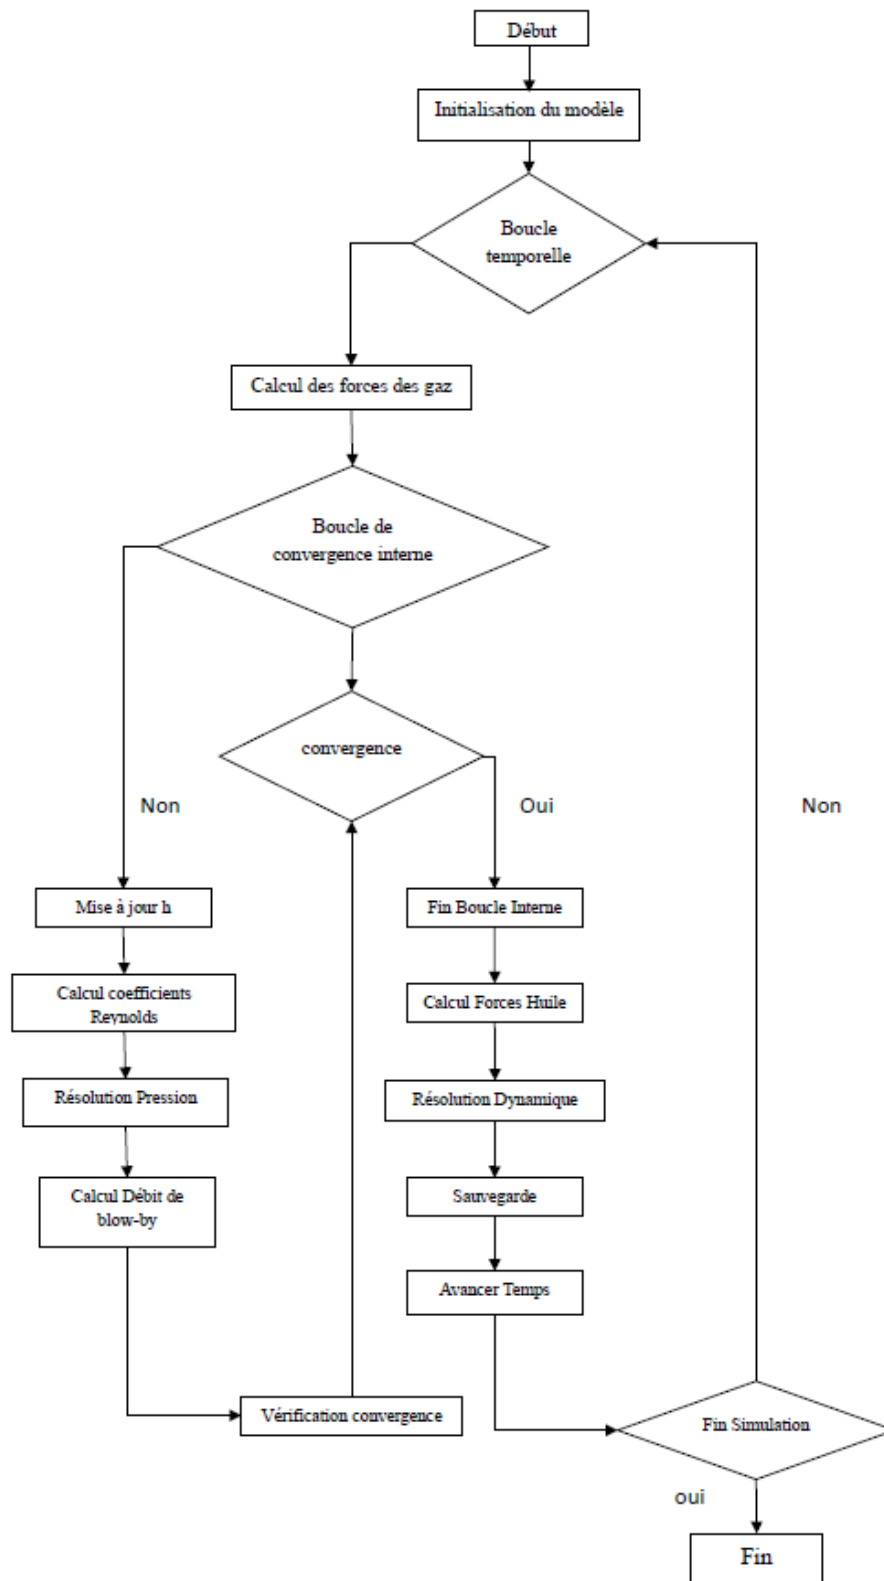 Début
Initialisation du modèle
Boucle
temporelle
Calcul des forces des gaz
Boucle de
convergence interne
convergence
Non
Oui
Non
Mise à jour h
Fin Boucle Interne
Calcul coefficients
Reynolds
Calcul Forces Huile
Résolution Pression
Résolution Dynamique
Calcul Débit de
blow-by
Sauvegarde
Avancer Temps
Vérification convergence
Fin Simulation
oui
Fin